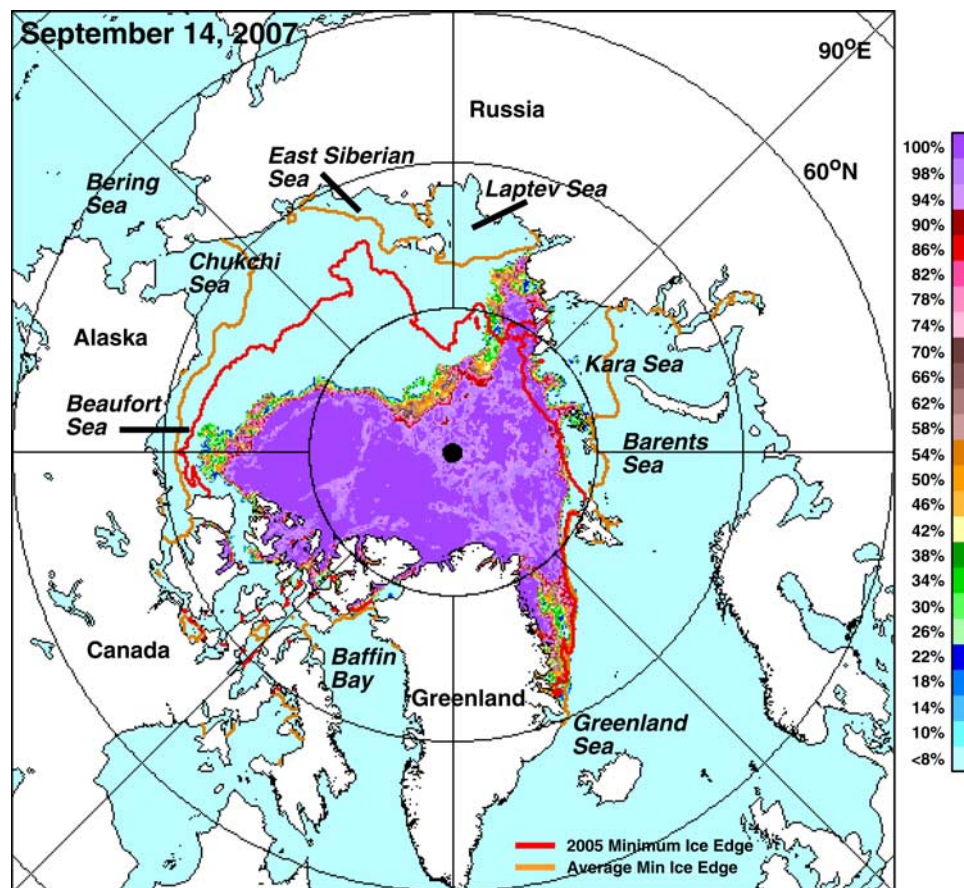 September 14, 2007
90°E
Russia
60°N
East Siberian
Sea
Laptev Sea
Bering
Sea
Chukchi
Sea
Alaska
Kara Sea
Beaufort
Sea
Barents
Sea
Canada
Baffin
Bay
Greenland
Greenland
Sea
2005 Minimum Ice Edge
Average Min Ice Edge
100%
98%
94%
90%
86%
82%
78%
74%
70%
66%
62%
58%
54%
50%
46%
42%
38%
34%
30%
26%
22%
18%
14%
10%
<8%